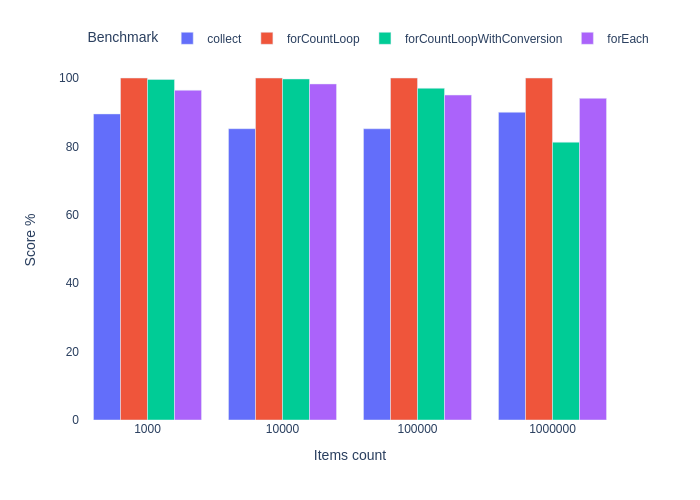 Benchmark collect forCountLoop forCountLoopWithConversion forEach
100
80
60
40
20
0
Score %
1000 10000 100000 1000000
Items count